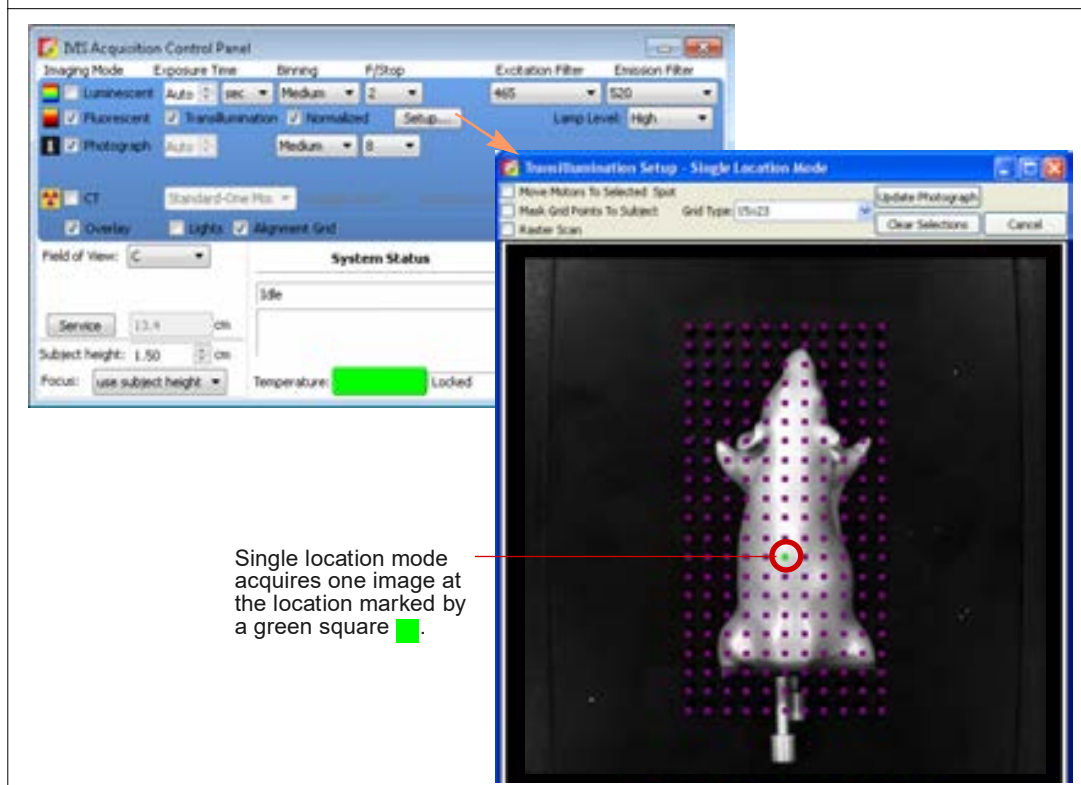 IVIS Acquisition Control Panel
Imaging Mode Exposure Time Binning F/Stop Excitation Filter Emission Filter
Luminescent Auto sec Medium 2 465 520
Fluorescent Transillumination Normalized Setup... Lamp Level: High
Photograph Auto Medium 8
CT Standard-One
Overlay Lights Alignment Grid
Field of View: C System Status
Idle
Service 13.4 cm
Subject height: 1.50 cm
Focus: use subject height Temperature: Locked
Transillumination Setup - Single Location Mode
Move Motors To Selected Spot Update Photograph
Mask Grid Points To Subject Grid Type: 15x23
Raster Scan Clear Selections Cancel
Single location mode
acquires one image at
the location marked by
a green square .